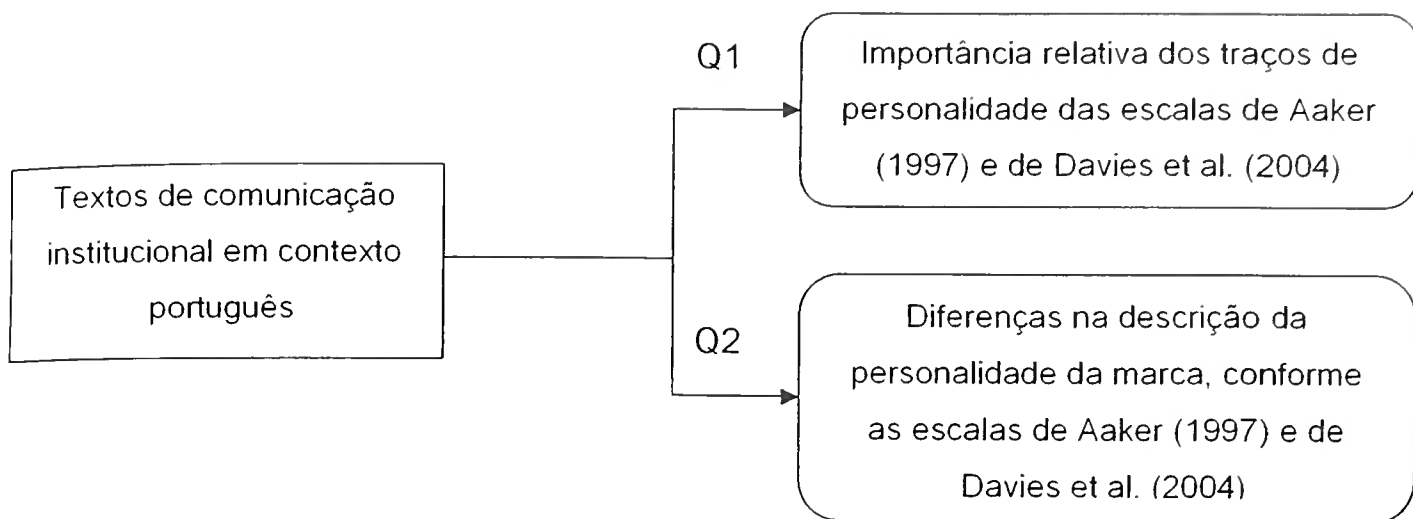 Q1
Importância relativa dos traços de
personalidade das escalas de Aaker
(1997) e de Davies et al. (2004)
Textos de comunicação
institucional em contexto
português
Q2
Diferenças na descrição da
personalidade da marca, conforme
as escalas de Aaker (1997) e de
Davies et al. (2004)